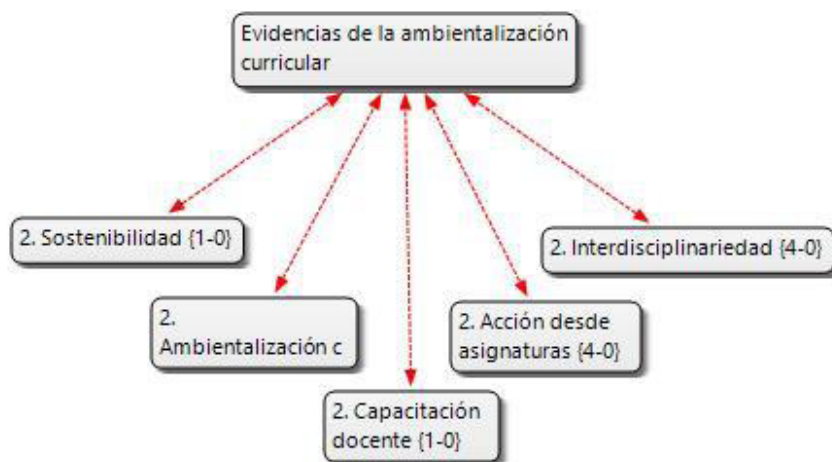 Evidencias de la ambientalización
curricular
2. Sostenibilidad {1-0}
2. Interdisciplinariedad {4-0}
2.
Ambientalización c
2. Acción desde
asignaturas {4-0}
2. Capacitación
docente {1-0}